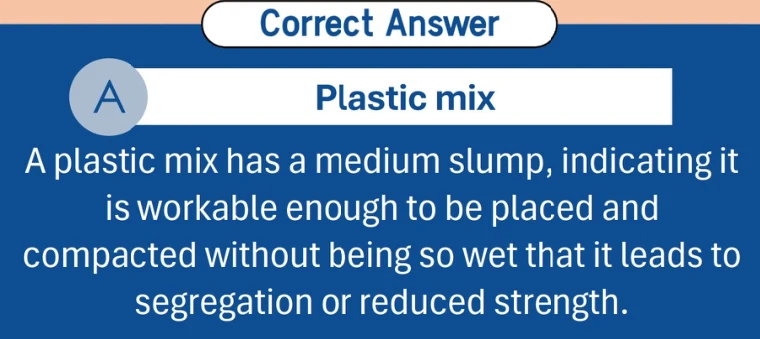 Correct Answer
A
Plastic mix
A plastic mix has a medium slump, indicating it
is workable enough to be placed and
compacted without being so wet that it leads to
segregation or reduced strength.